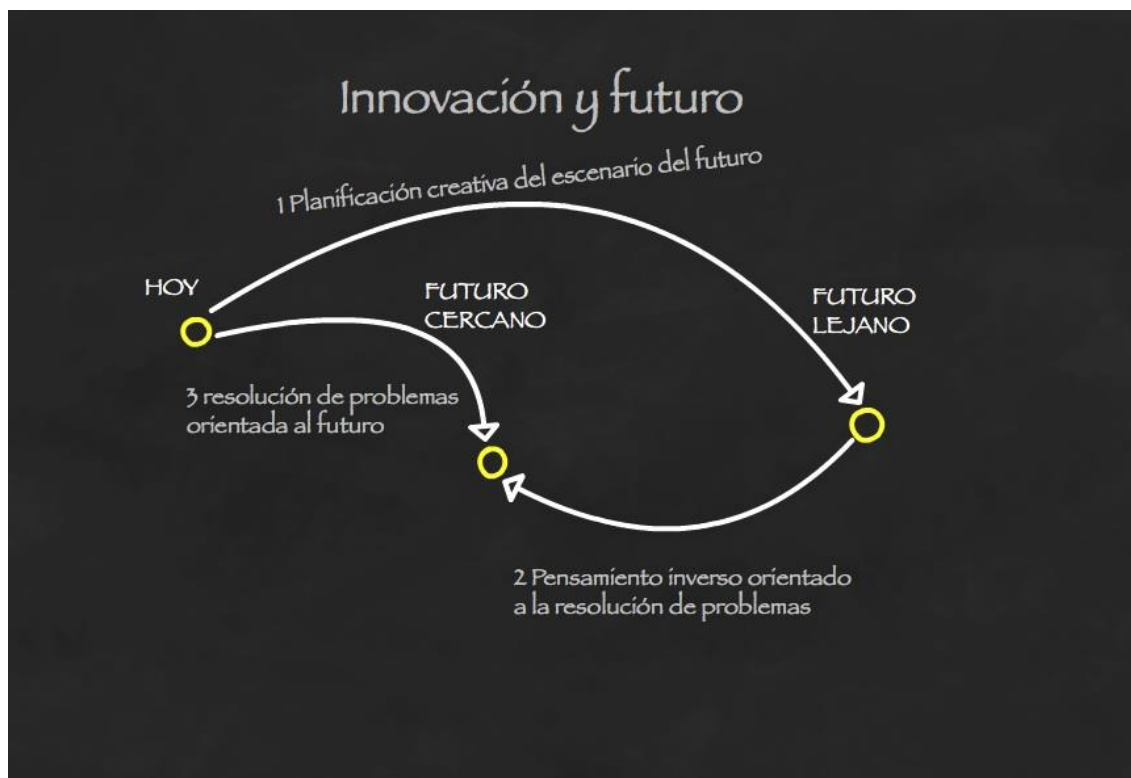 Innovación y futuro
1 Planificación creativa del escenario del futuro
HOY
FUTURO
CERCANO
FUTURO
LEJANO
3 resolución de problemas
orientada al futuro
2 Pensamiento inverso orientado
a la resolución de problemas